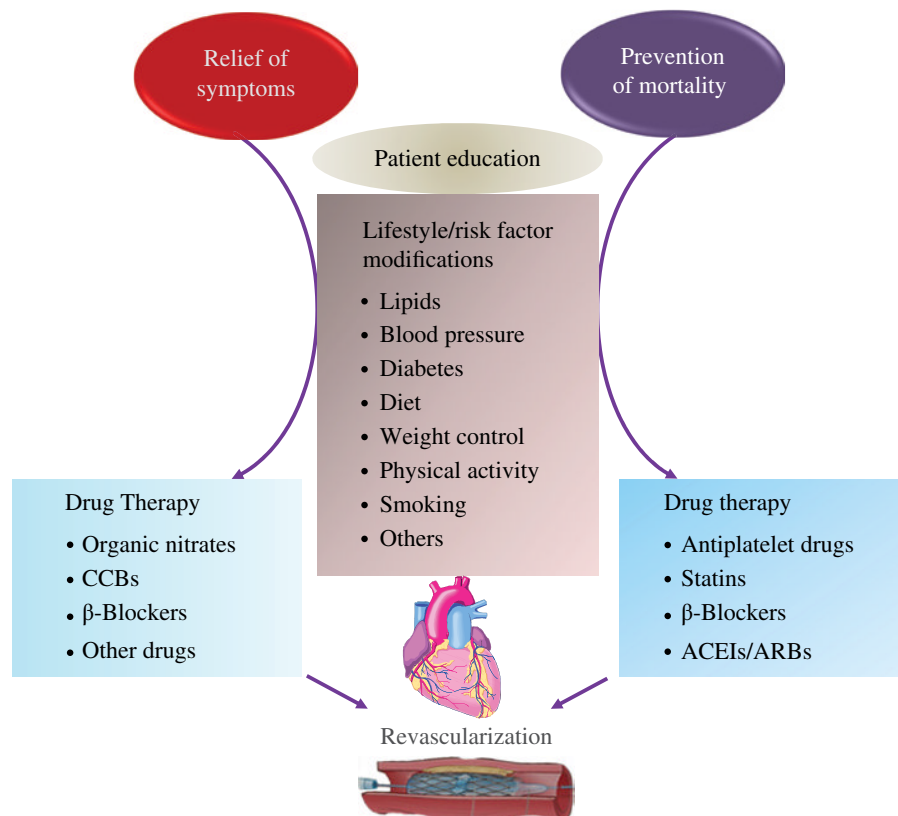 Relief of
symptoms
Prevention
of mortality
Patient education
Lifestyle/risk factor
modifications
• Lipids
• Blood pressure
• Diabetes
• Diet
• Weight control
• Physical activity
• Smoking
• Others
Drug Therapy
• Organic nitrates
• CCBs
• β-Blockers
• Other drugs
Drug therapy
• Antiplatelet drugs
• Statins
• β-Blockers
• ACEIs/ARBs
Revascularization